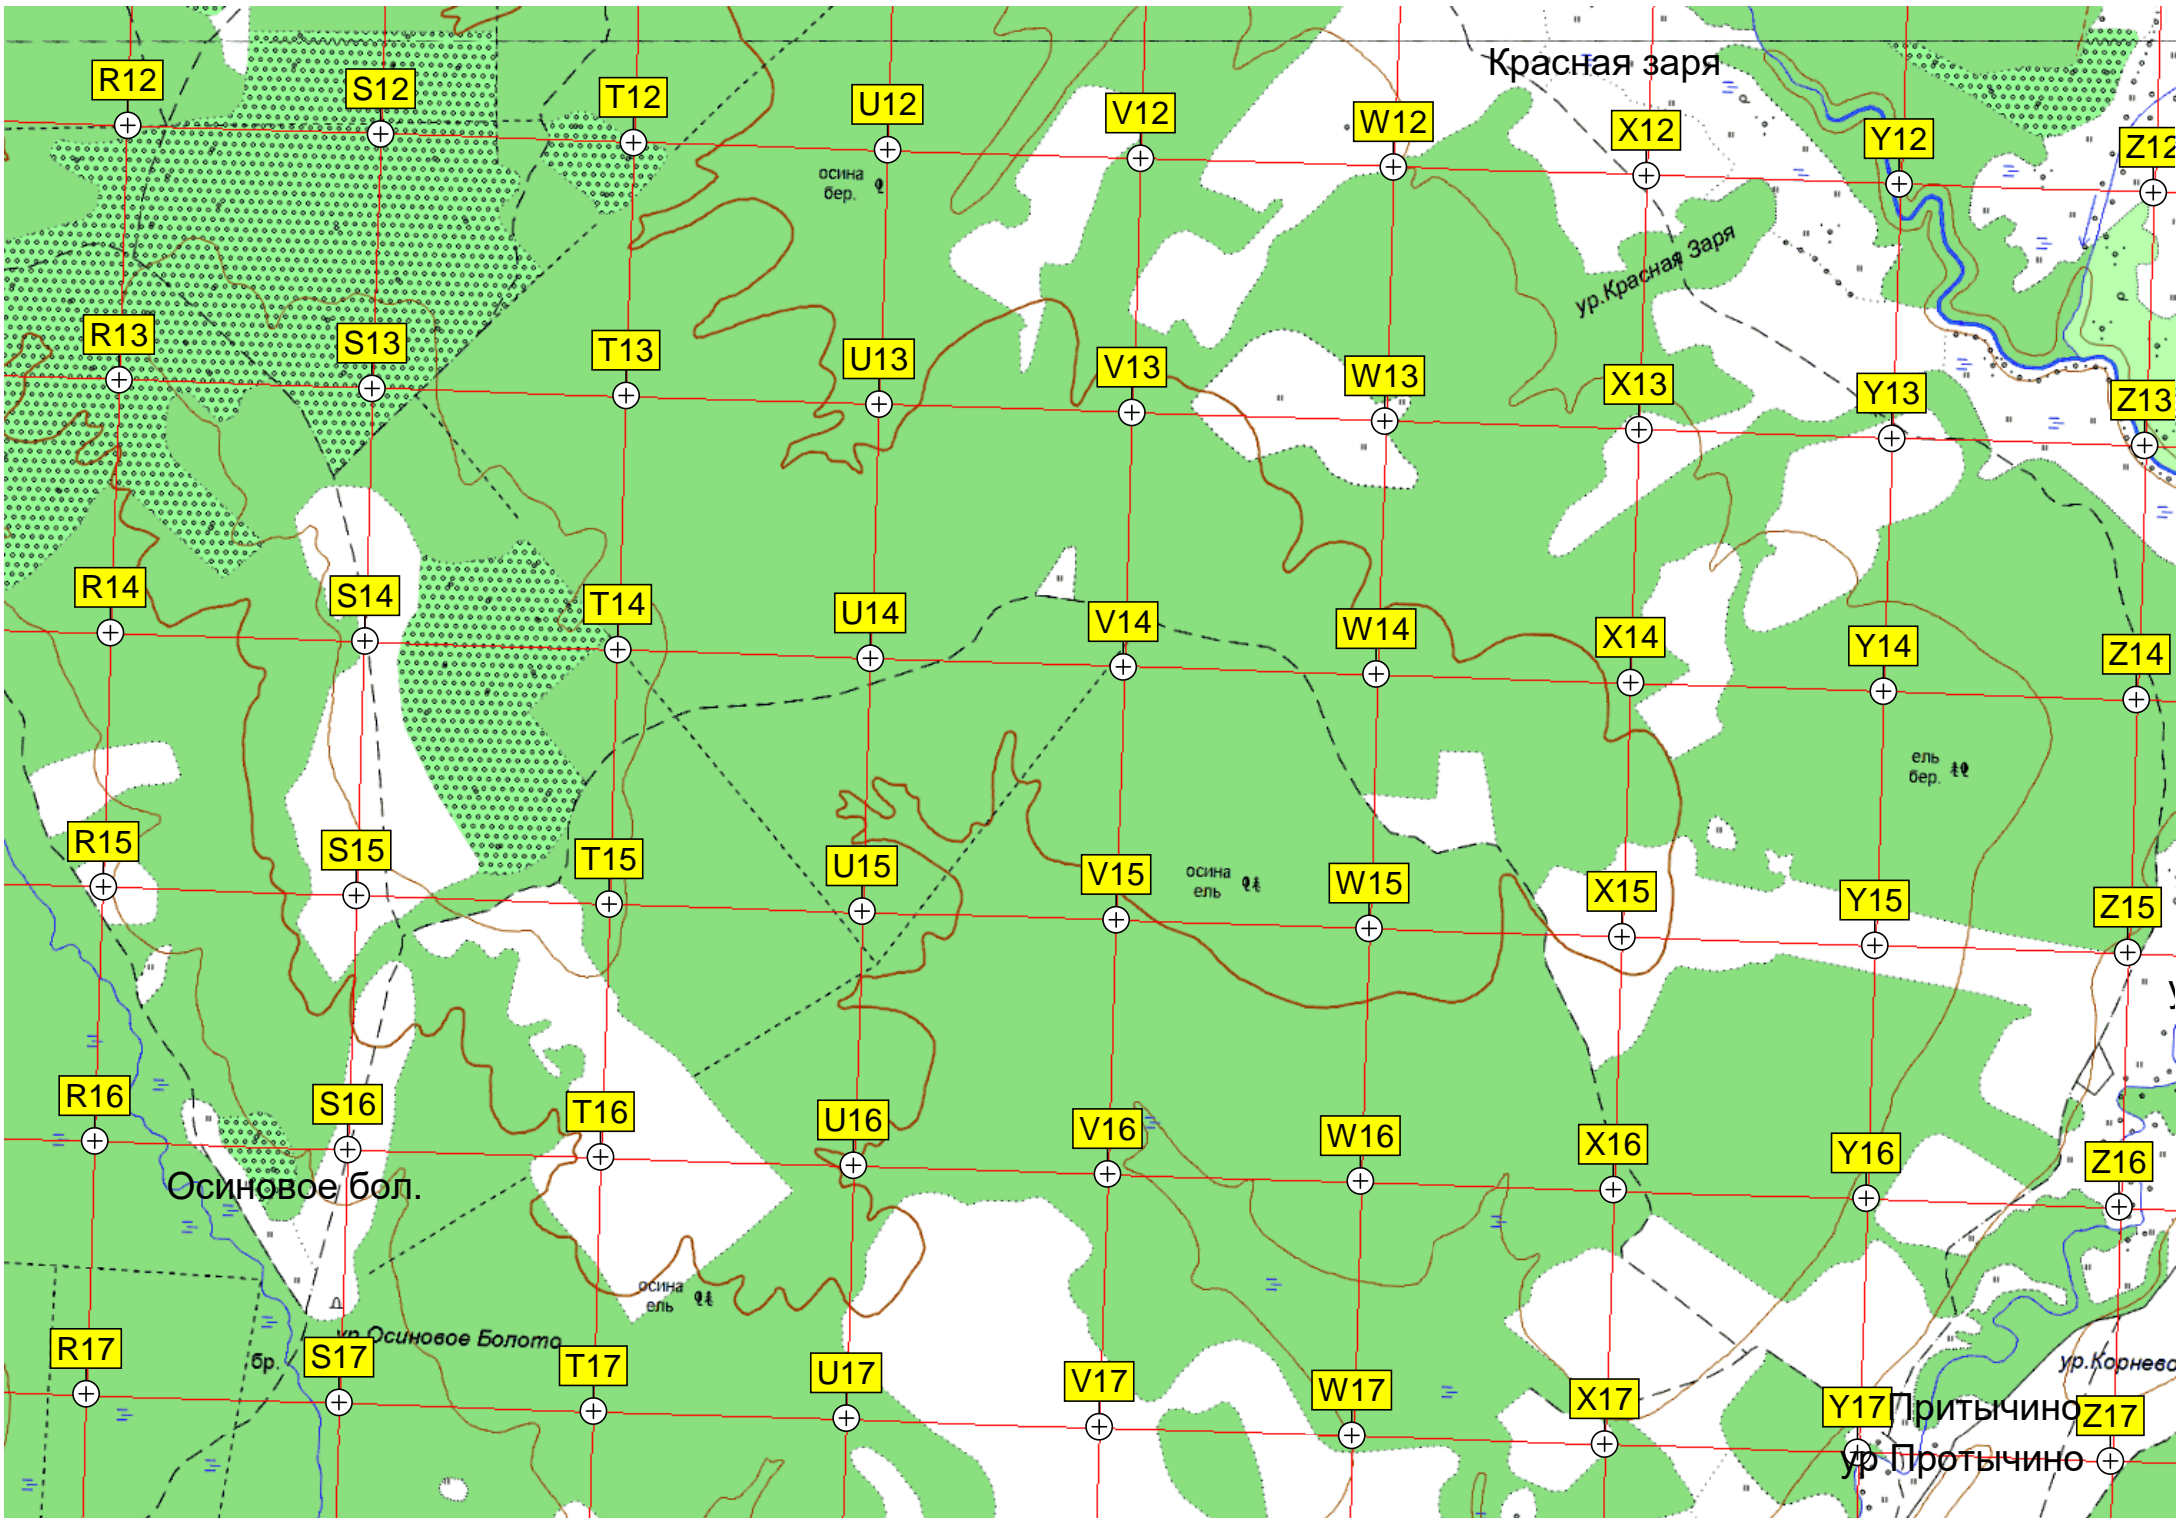 Красная заря
R12
S12
T12
U12
V12
W12
X12
Y12
Z12
осина
бер.
ур.Красная Заря
R13
S13
T13
U13
V13
W13
X13
Y13
Z13
R14
S14
T14
U14
V14
W14
X14
Y14
Z14
ель
бер.
R15
S15
T15
U15
V15
осина
ель
W15
X15
Y15
Z15
R16
S16
T16
U16
V16
W16
X16
Y16
Z16
Осиновое бол.
осина
ель
ур.Осиновое Болото
бр.
R17
S17
T17
U17
V17
W17
X17
Y17
Z17
ур.Корнево
Притычино
ур Протычино